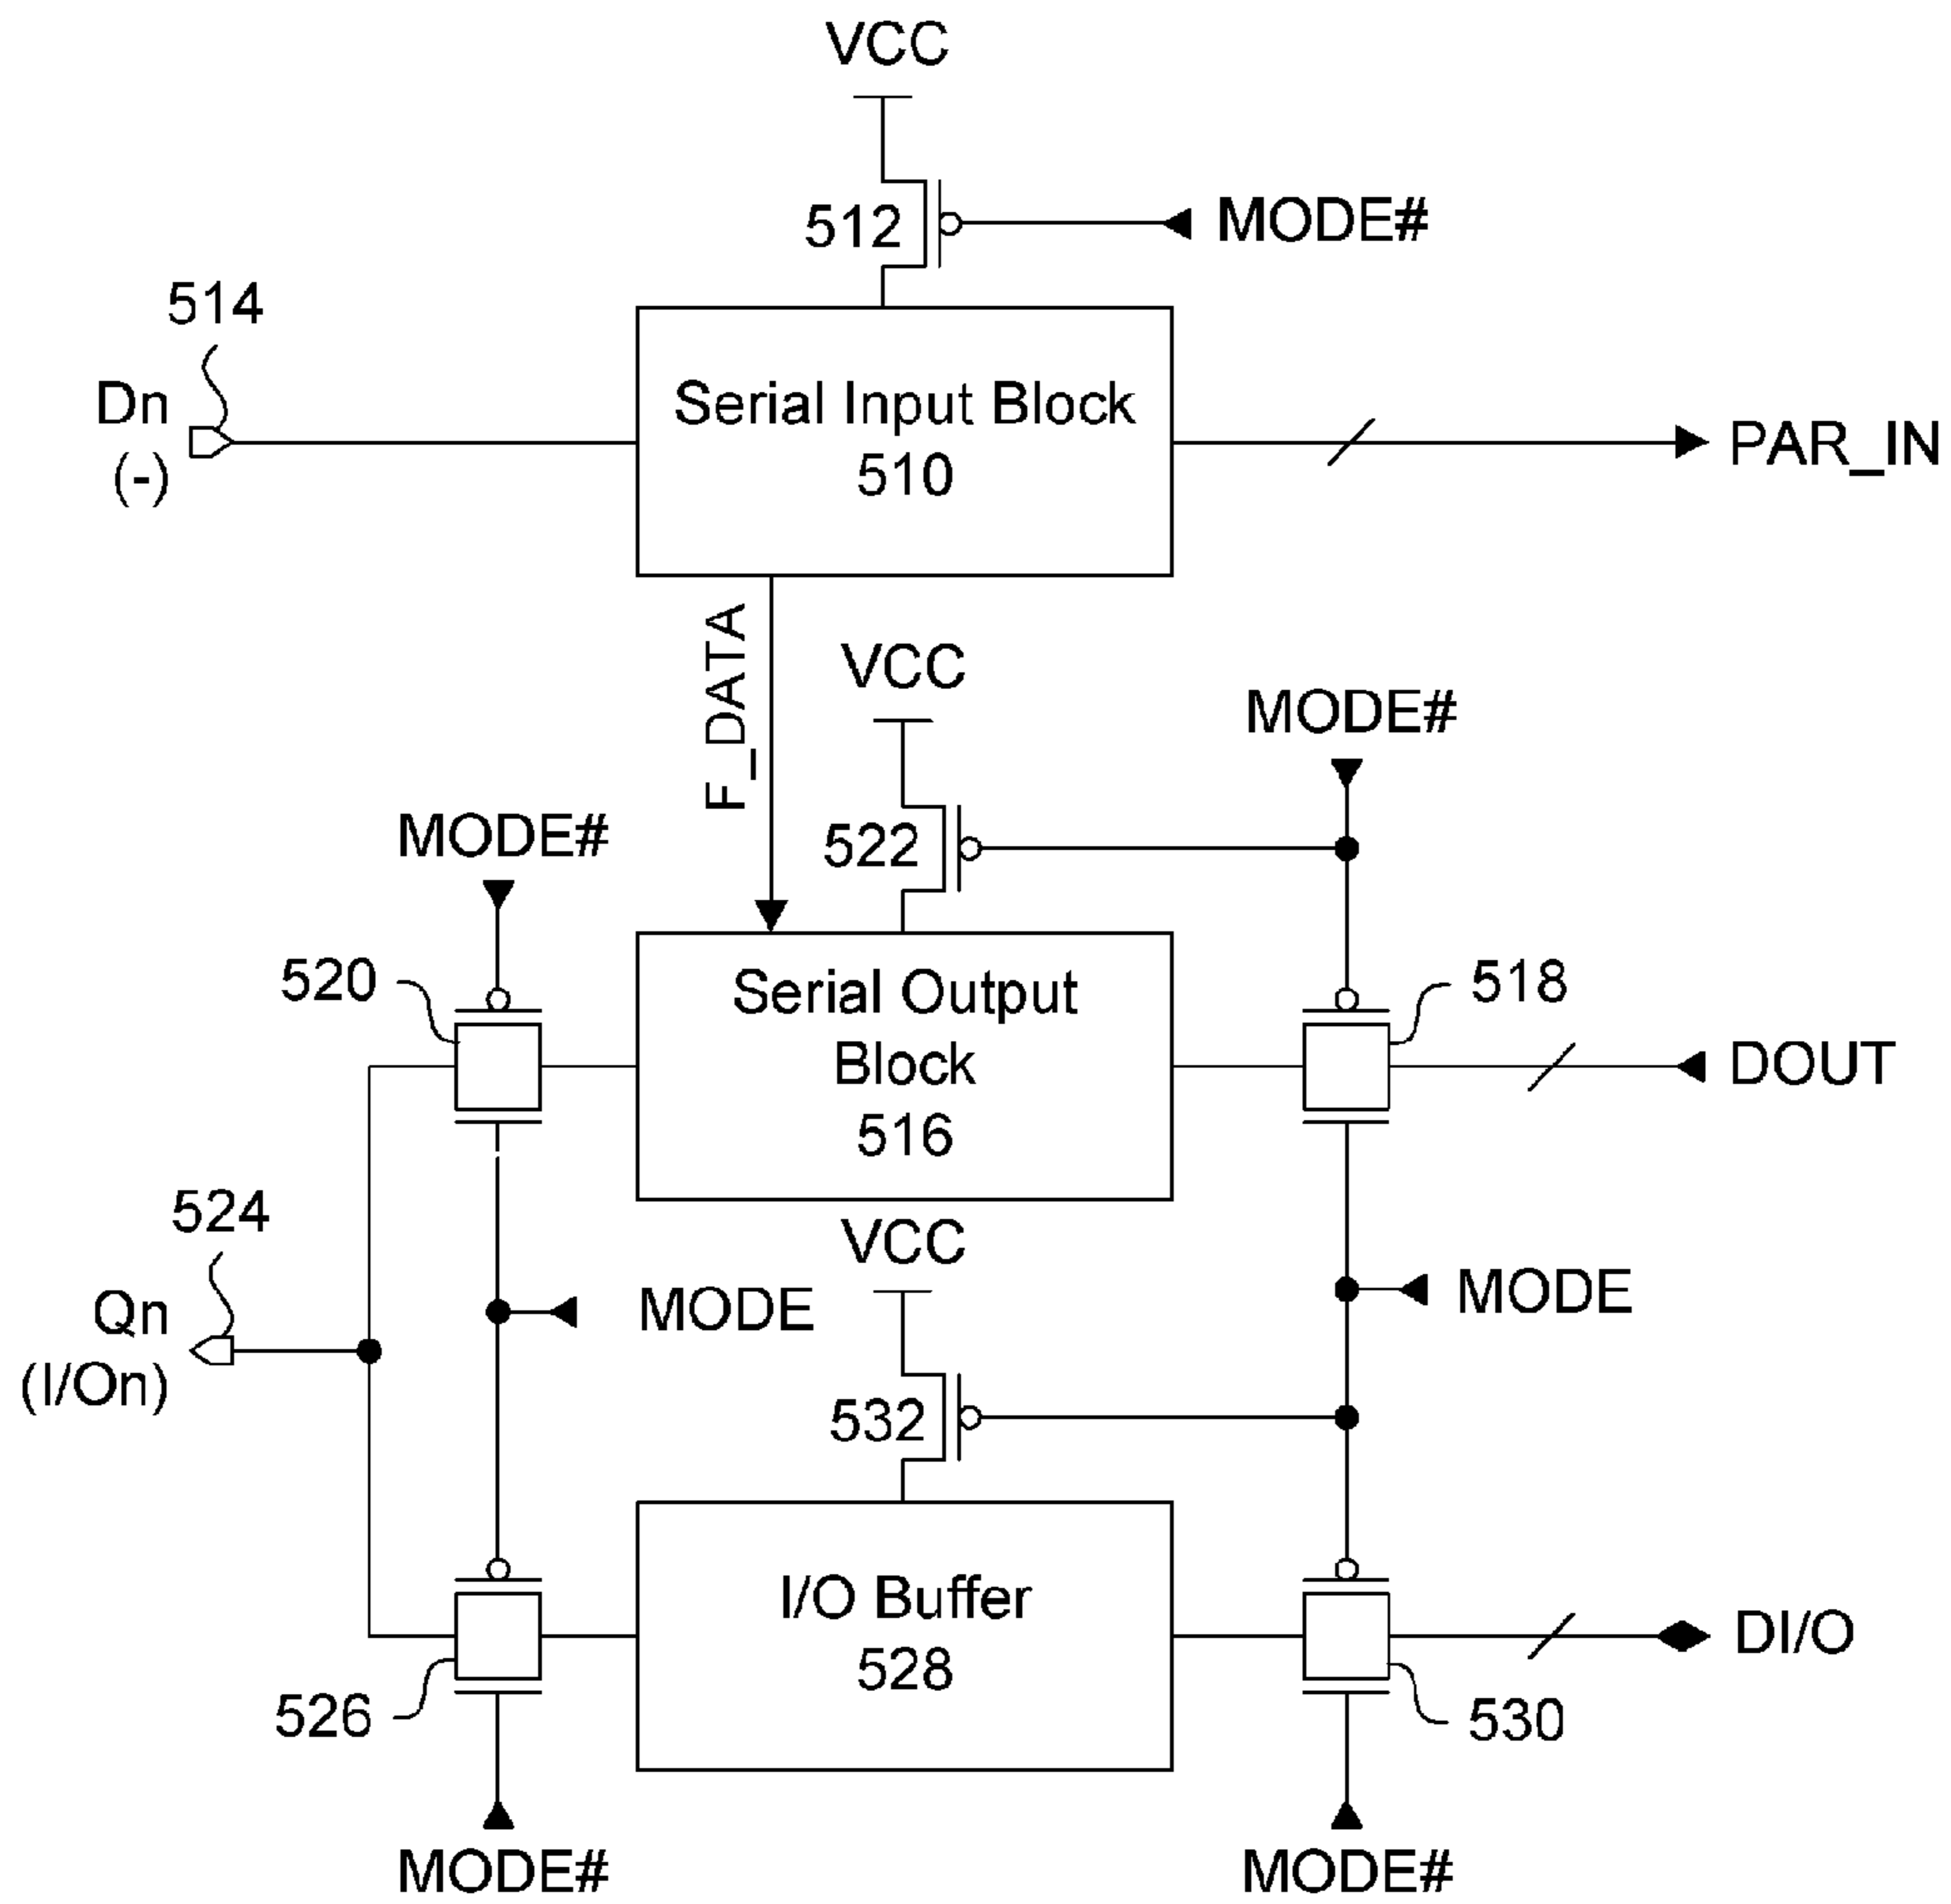 VCC
512
MODE#
514
Dn
(-)
Serial Input Block
510
PAR_IN
F_DATA
VCC
MODE#
522
MODE#
520
Serial Output
Block
516
518
DOUT
524
Qn
(I/On)
VCC
MODE
MODE
532
I/O Buffer
528
DI/O
526
530
MODE#
MODE#